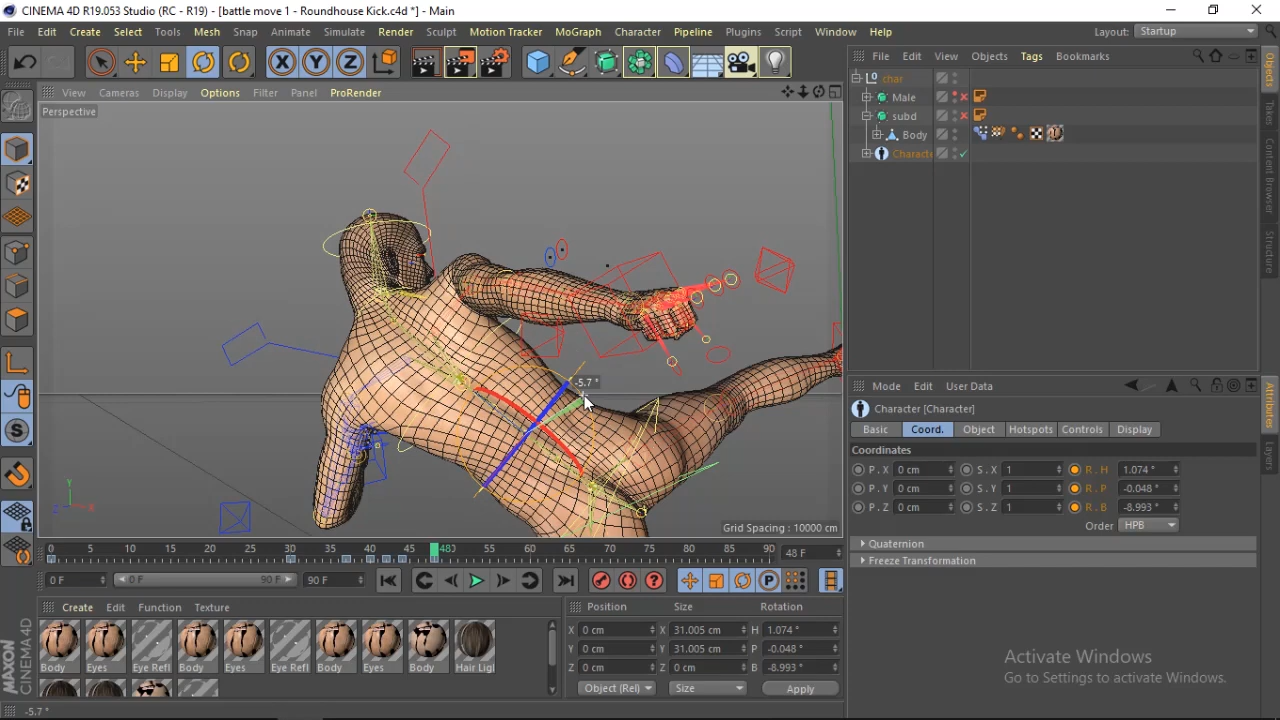 CINEMA 4D R19.053 Studio (RC - R19) - [battle move 1 - Roundhouse Kick.c4d *] - Main
File Edit Create Select Tools Mesh Snap Animate Simulate Render Sculpt Motion Tracker MoGraph Character Pipeline Plugins Script Window Help Layout: Startup
X Y Z
File Edit View Objects Tags Bookmarks
View Cameras Display Options Filter Panel ProRender
Perspective
char
Male
subd
Body
Characte
Objects
Takes
Content Browser
Structure
-5.7 °
Y
X
Z
Grid Spacing : 10000 cm
Mode Edit User Data
Character [Character]
Basic Coord. Object Hotspots Controls Display
Coordinates
P . X 0 cm S . X 1 R . H 1.074 °
P . Y 0 cm S . Y 1 R . P -0.048 °
P . Z 0 cm S . Z 1 R . B -8.993 °
Order HPB
Quaternion
Freeze Transformation
Attributes
Layers
0 5 10 15 20 25 30 35 40 45 483 55 60 65 70 75 80 85 90 48 F
0 F 0 F 90 F 90 F
Create Edit Function Texture
Position Size Rotation
X 0 cm X 31.005 cm H 1.074 °
Y 0 cm Y 31.005 cm P -0.048 °
Z 0 cm Z 0 cm B -8.993 °
Object (Rel) Size Apply
Body Eyes Eye Refl Body Eyes Eye Refl Body Eyes Body Hair Ligl
MAXON CINEMA 4D
Activate Windows
Go to Settings to activate Windows.
-5.7 °